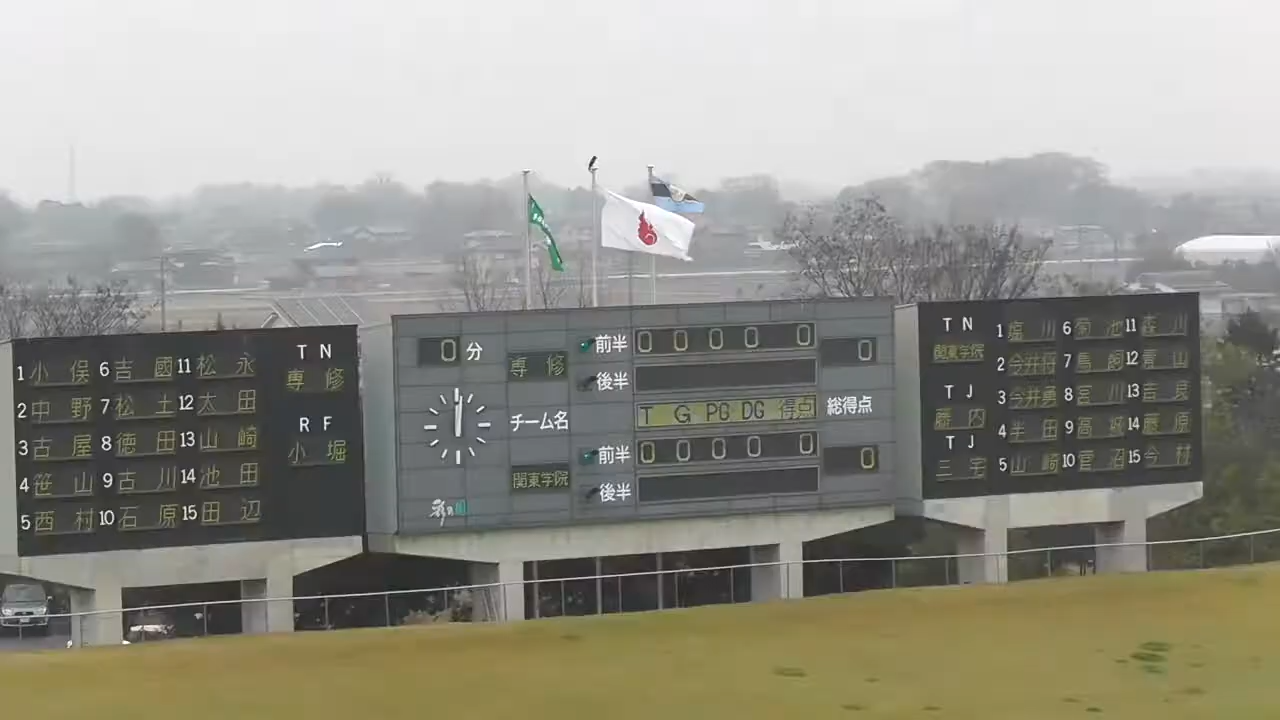 1 小 俣 6 吉 國 11 松 永
2 中 野 7 松 土 12 太 田
3 古 屋 8 徳 田 13 山 崎
4 笹 山 9 古 川 14 池 田
5 西 村 10 石 原 15 田 辺
T N
専 修
R F
小 堀
0 分
専 修
前半 0 0 0 0 0 0
後半
チーム名
T G PG DG 得点 総得点
前半 0 0 0 0 0 0
関東学院
後半
T N
関東学院
T J
藤 内
T J
三 宅
1 塩 川 6 菊 池 11 森 川
2 今井将 7 鳥 飼 12 青 山
3 今井勇 8 宮 川 13 吉 良
4 半 田 9 高 城 14 藤 原
5 山 崎 10 菅 沼 15 今 村